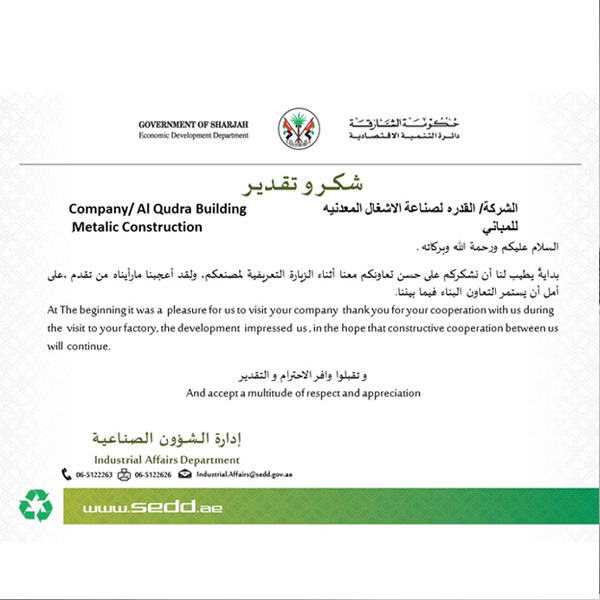 GOVERNMENT OF SHARJAH
Economic Development Department
حكومة الشارقة
دائرة التنمية الاقتصادية
شكر و تقدير
Company/ Al Qudra Building
Metalic Construction
الشركة/ القدره لصناعة الاشغال المعدنيه
للمباني
السلام عليكم ورحمة الله وبركاته .
بداية يطيب لنا أن نشكركم على حسن تعاونكم معنا أثناء الزيارة التعريفية لمصنعكم، ولقد أعجبنا مارأيناه من تقدم ،على
أمل أن يستمر التعاون البناء فيما بيننا.
At The beginning it was a pleasure for us to visit your company thank you for your cooperation with us during
the visit to your factory, the development impressed us , in the hope that constructive cooperation between us
will continue.
و تقبلوا وافر الاحترام و التقدير
And accept a multitude of respect and appreciation
إدارة الشؤون الصناعية
Industrial Affairs Department
06-5122263 06-5122626 Industrial.Affairs@sedd.gov.ae
www.sedd.ae